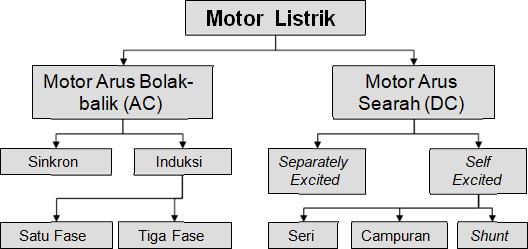 Motor Listrik
Motor Arus Bolak-
balik (AC)
Motor Arus
Searah (DC)
Sinkron
Induksi
Separately
Excited
Self
Excited
Satu Fase
Tiga Fase
Seri
Campuran
Shunt